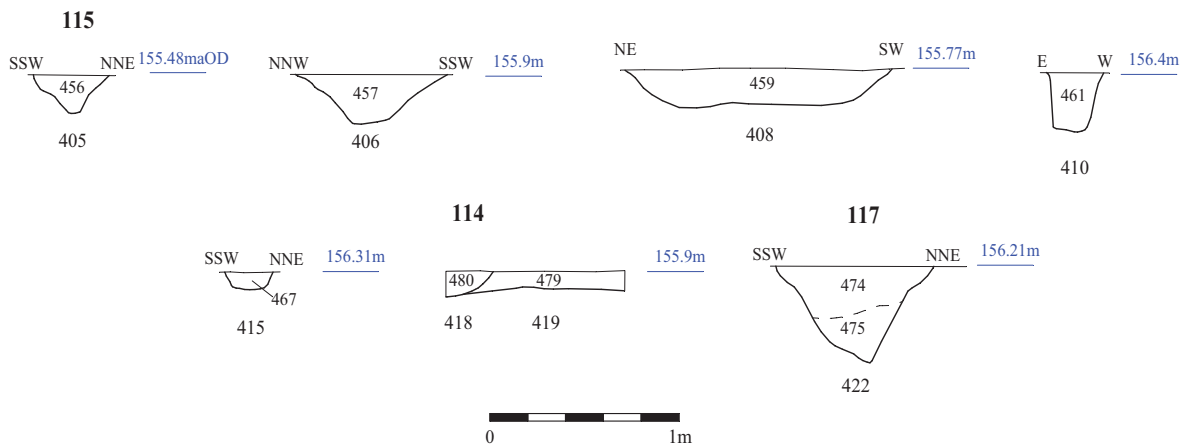 115
SSW NNE 155.48maOD
456
405
NNW SSW 155.9m
457
406
NE SW 155.77m
459
408
E W 156.4m
461
410
SSW NNE 156.31m
467
415
114
155.9m
480 479
418 419
117
SSW NNE 156.21m
474
475
422
0 1m